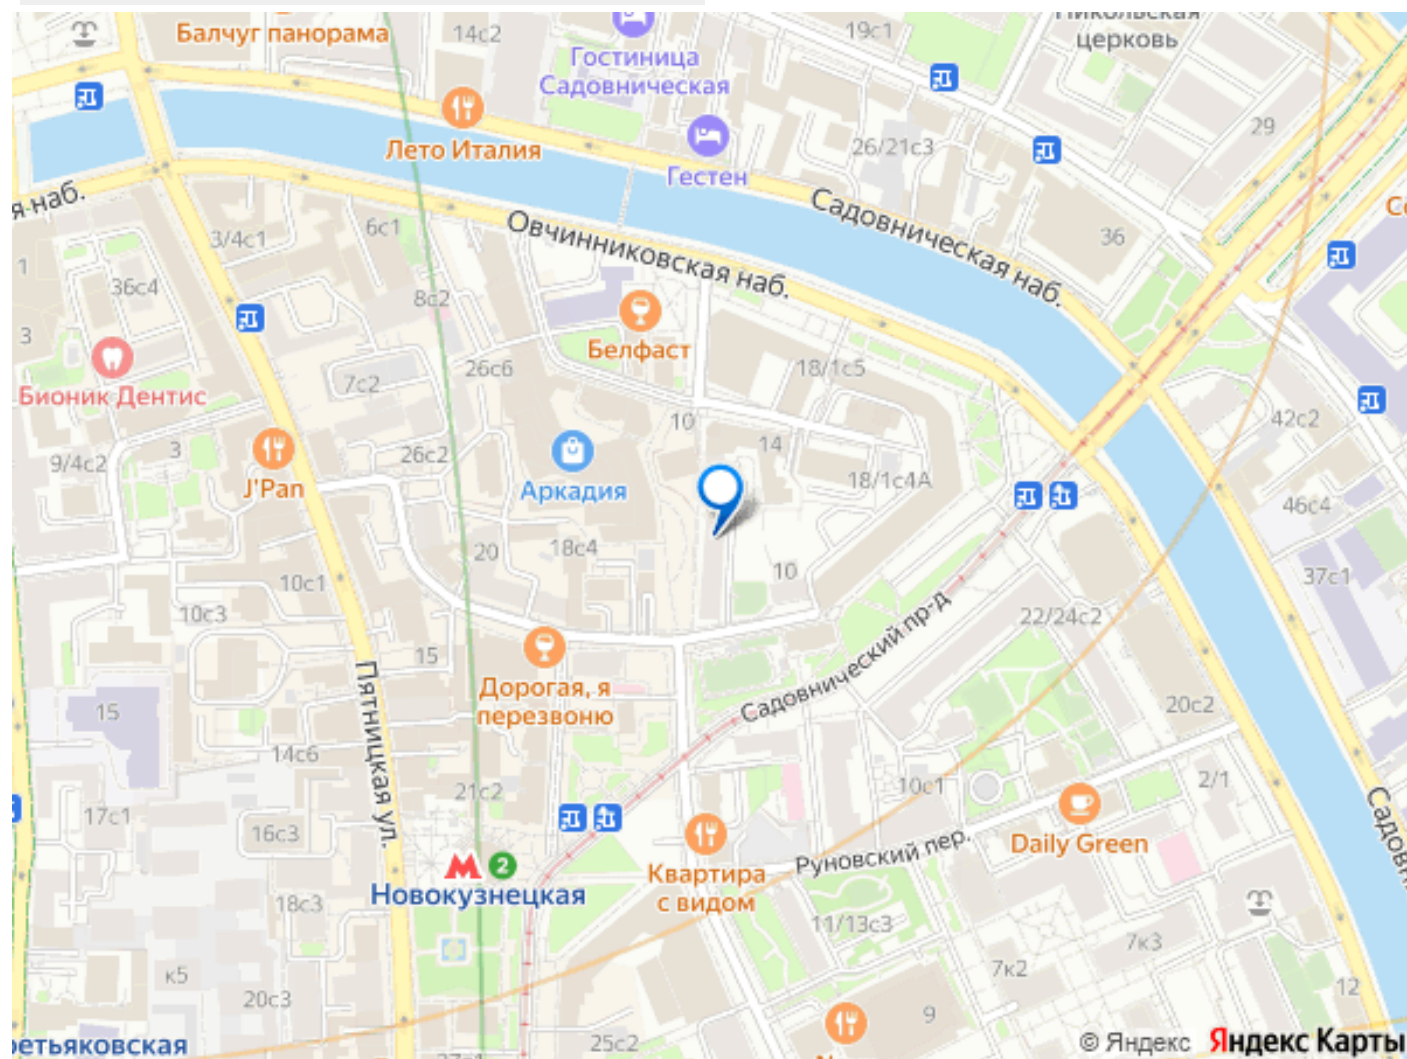 Балчуг панорама
14с2
Гостиница
Садовническая
19с1
Никольская
церковь
29
Лето Италия
Гестен
26/21с3
я наб.
3/4с1
6с1
Овчинниковская наб.
Садовническая наб.
36
1
36с4
8с2
3
Белфаст
18/1с5
Бионик Дентис
7с2
26с6
10
14
42с2
9/4с2
3
J'Pan
26с2
Аркадия
18/1с4А
46с4
20
18с4
10
37с1
10с1
10с3
22/24с2
15
Садовнический пр-д
Пятницкая ул.
Дорогая, я
перезвоню
15
20с2
14с6
21с2
10с1
2/1
17с1
16с3
Daily Green
Новокузнецкая
2
Квартира
с видом
Руновский пер.
Садовн
18с3
11/13с3
7к3
к5
20с3
7к2
12
9
етьяковская
25с2
27с1
© Яндекс Яндекс Карты